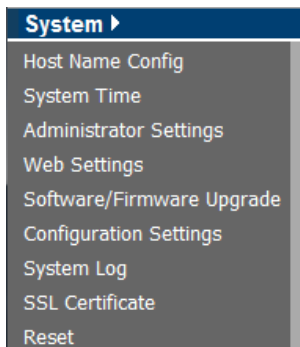 System
Host Name Config
System Time
Administrator Settings
Web Settings
Software/Firmware Upgrade
Configuration Settings
System Log
SSL Certificate
Reset